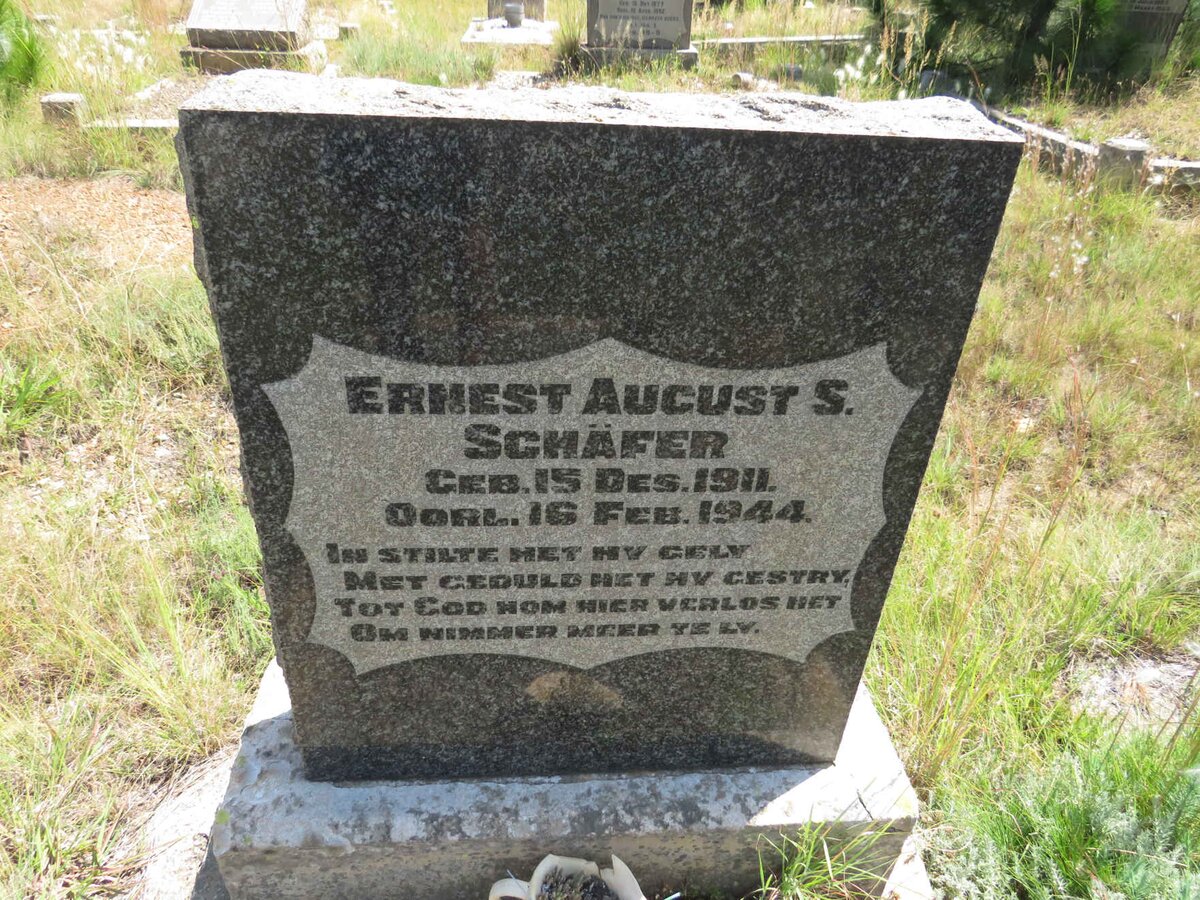 ERNEST AUGUST S.
SCHÄFER
GEB. 15 DES. 1911.
OORL. 16 FEB. 1944.
IN STILTE HET HY GELY
MET GEDULD HET HY GESTRY,
TOT GOD HOM HIER VERLOS HET
OM NIMMER MEER TE LY.